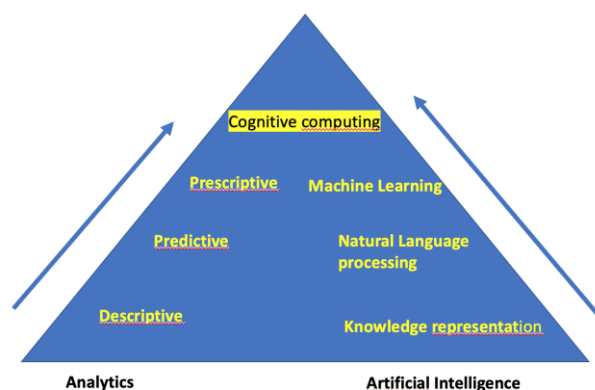 Cognitive computing
Prescriptive
Machine Learning
Predictive
Natural Language
processing
Descriptive
Knowledge representation
Analytics
Artificial Intelligence